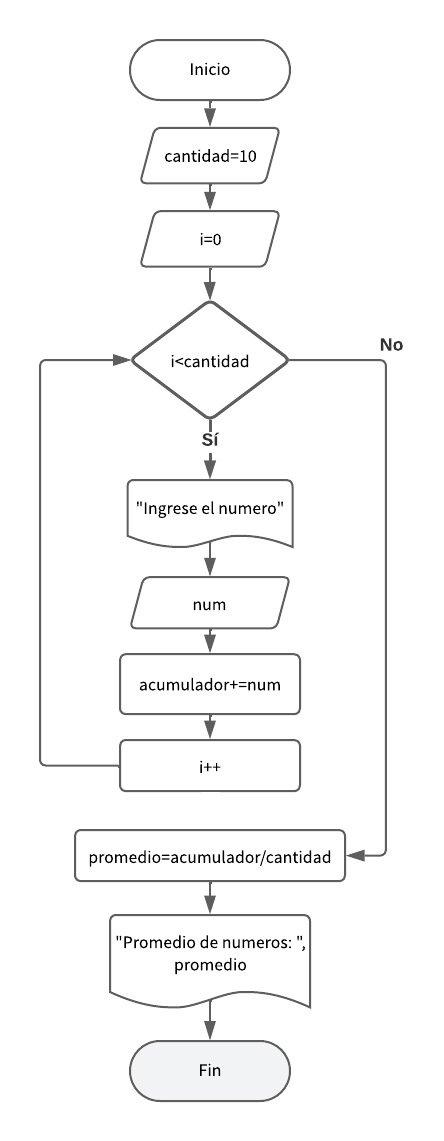 Inicio
cantidad=10
i=0
i<cantidad
No
Sí
"Ingrese el numero"
num
acumulador+=num
i++
promedio=acumulador/cantidad
"Promedio de numeros: ",
promedio
Fin